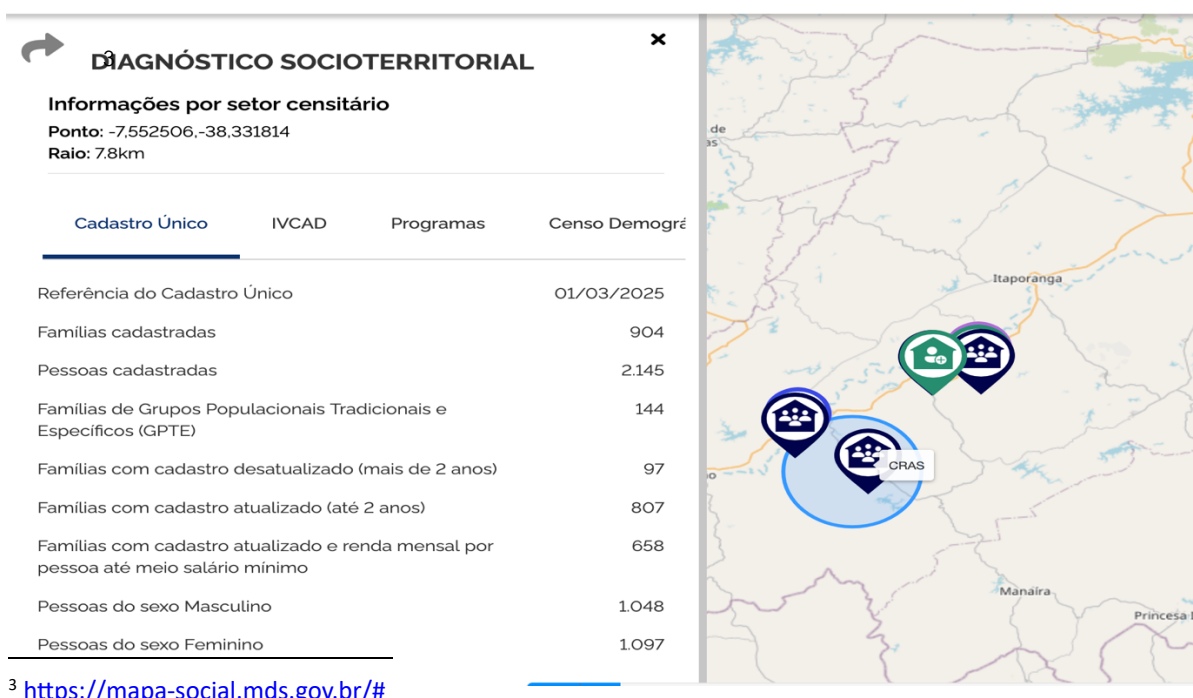 3
DIAGNÓSTICO SOCIOTERRITORIAL
Informações por setor censitário
Ponto: -7,552506,-38,331814
Raio: 7.8km
Cadastro Único IVCAD Programas Censo Demográ
Referência do Cadastro Único 01/03/2025
Famílias cadastradas 904
Pessoas cadastradas 2.145
Famílias de Grupos Populacionais Tradicionais e 144
Específicos (GPTE)
Famílias com cadastro desatualizado (mais de 2 anos) 97
Famílias com cadastro atualizado (até 2 anos) 807
Famílias com cadastro atualizado e renda mensal por 658
pessoa até meio salário mínimo
Pessoas do sexo Masculino 1.048
Pessoas do sexo Feminino 1.097
3 https://mapa-social.mds.gov.br/#
de
as
Itaporanga
CRAS
o
Manaíra
Princesa I